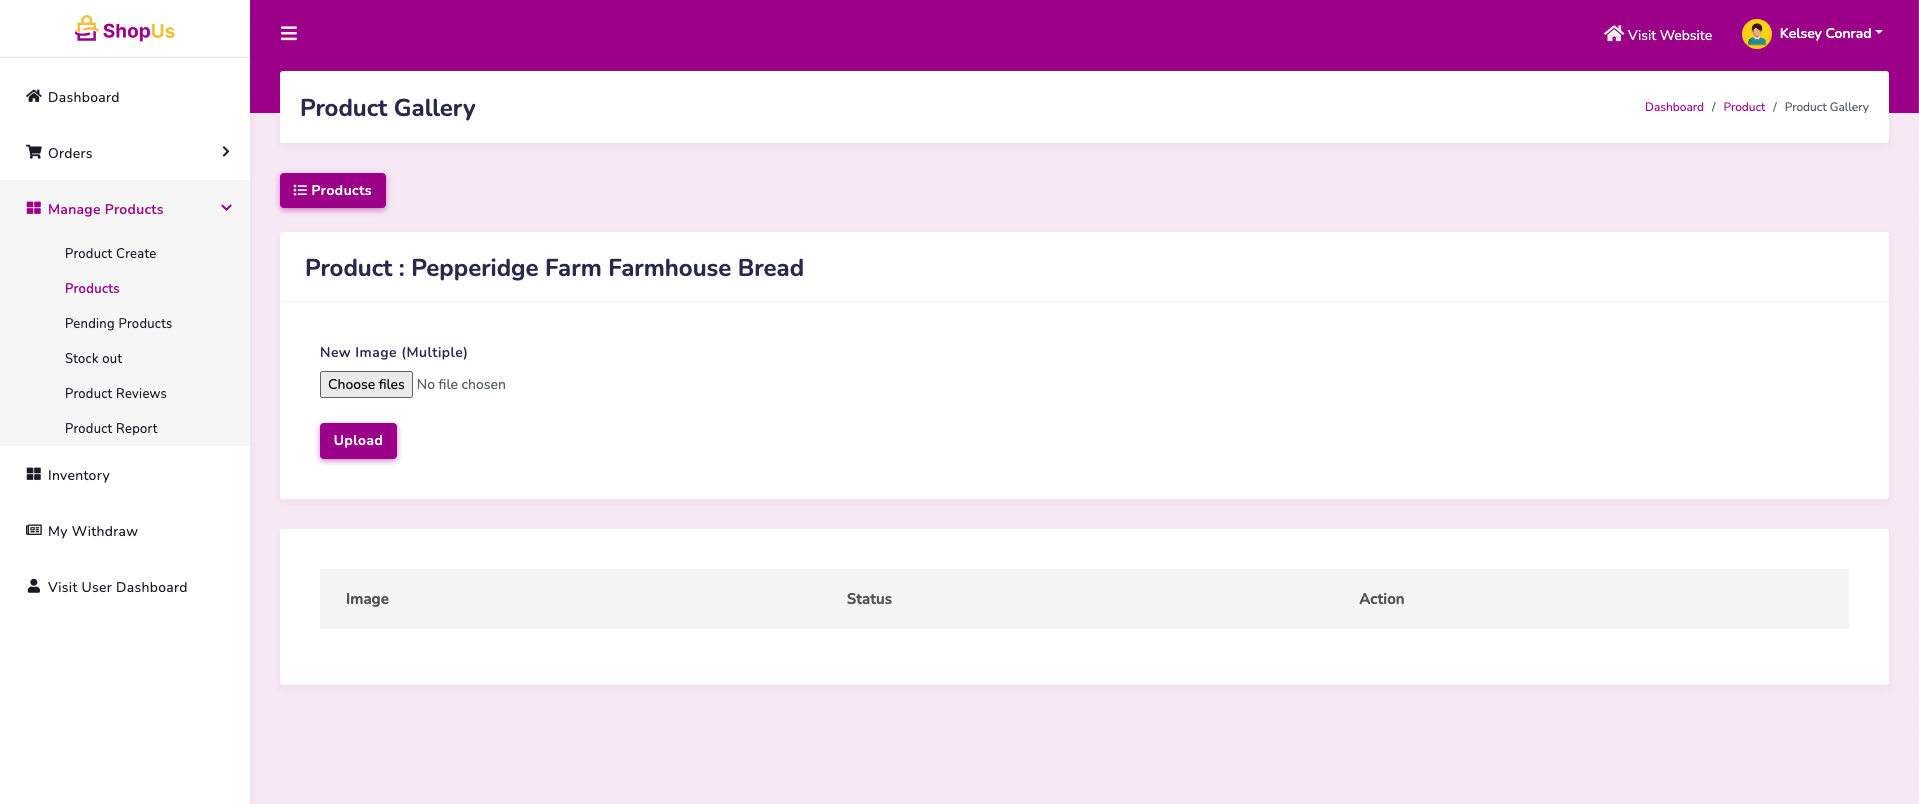 ShopUs
Visit Website
Kelsey Conrad
Dashboard
Orders
Manage Products
Product Create
Products
Pending Products
Stock out
Product Reviews
Product Report
Inventory
My Withdraw
Visit User Dashboard
Product Gallery
Dashboard / Product / Product Gallery
Products
Product : Pepperidge Farm Farmhouse Bread
New Image (Multiple)
Choose files No file chosen
Upload
Image Status Action